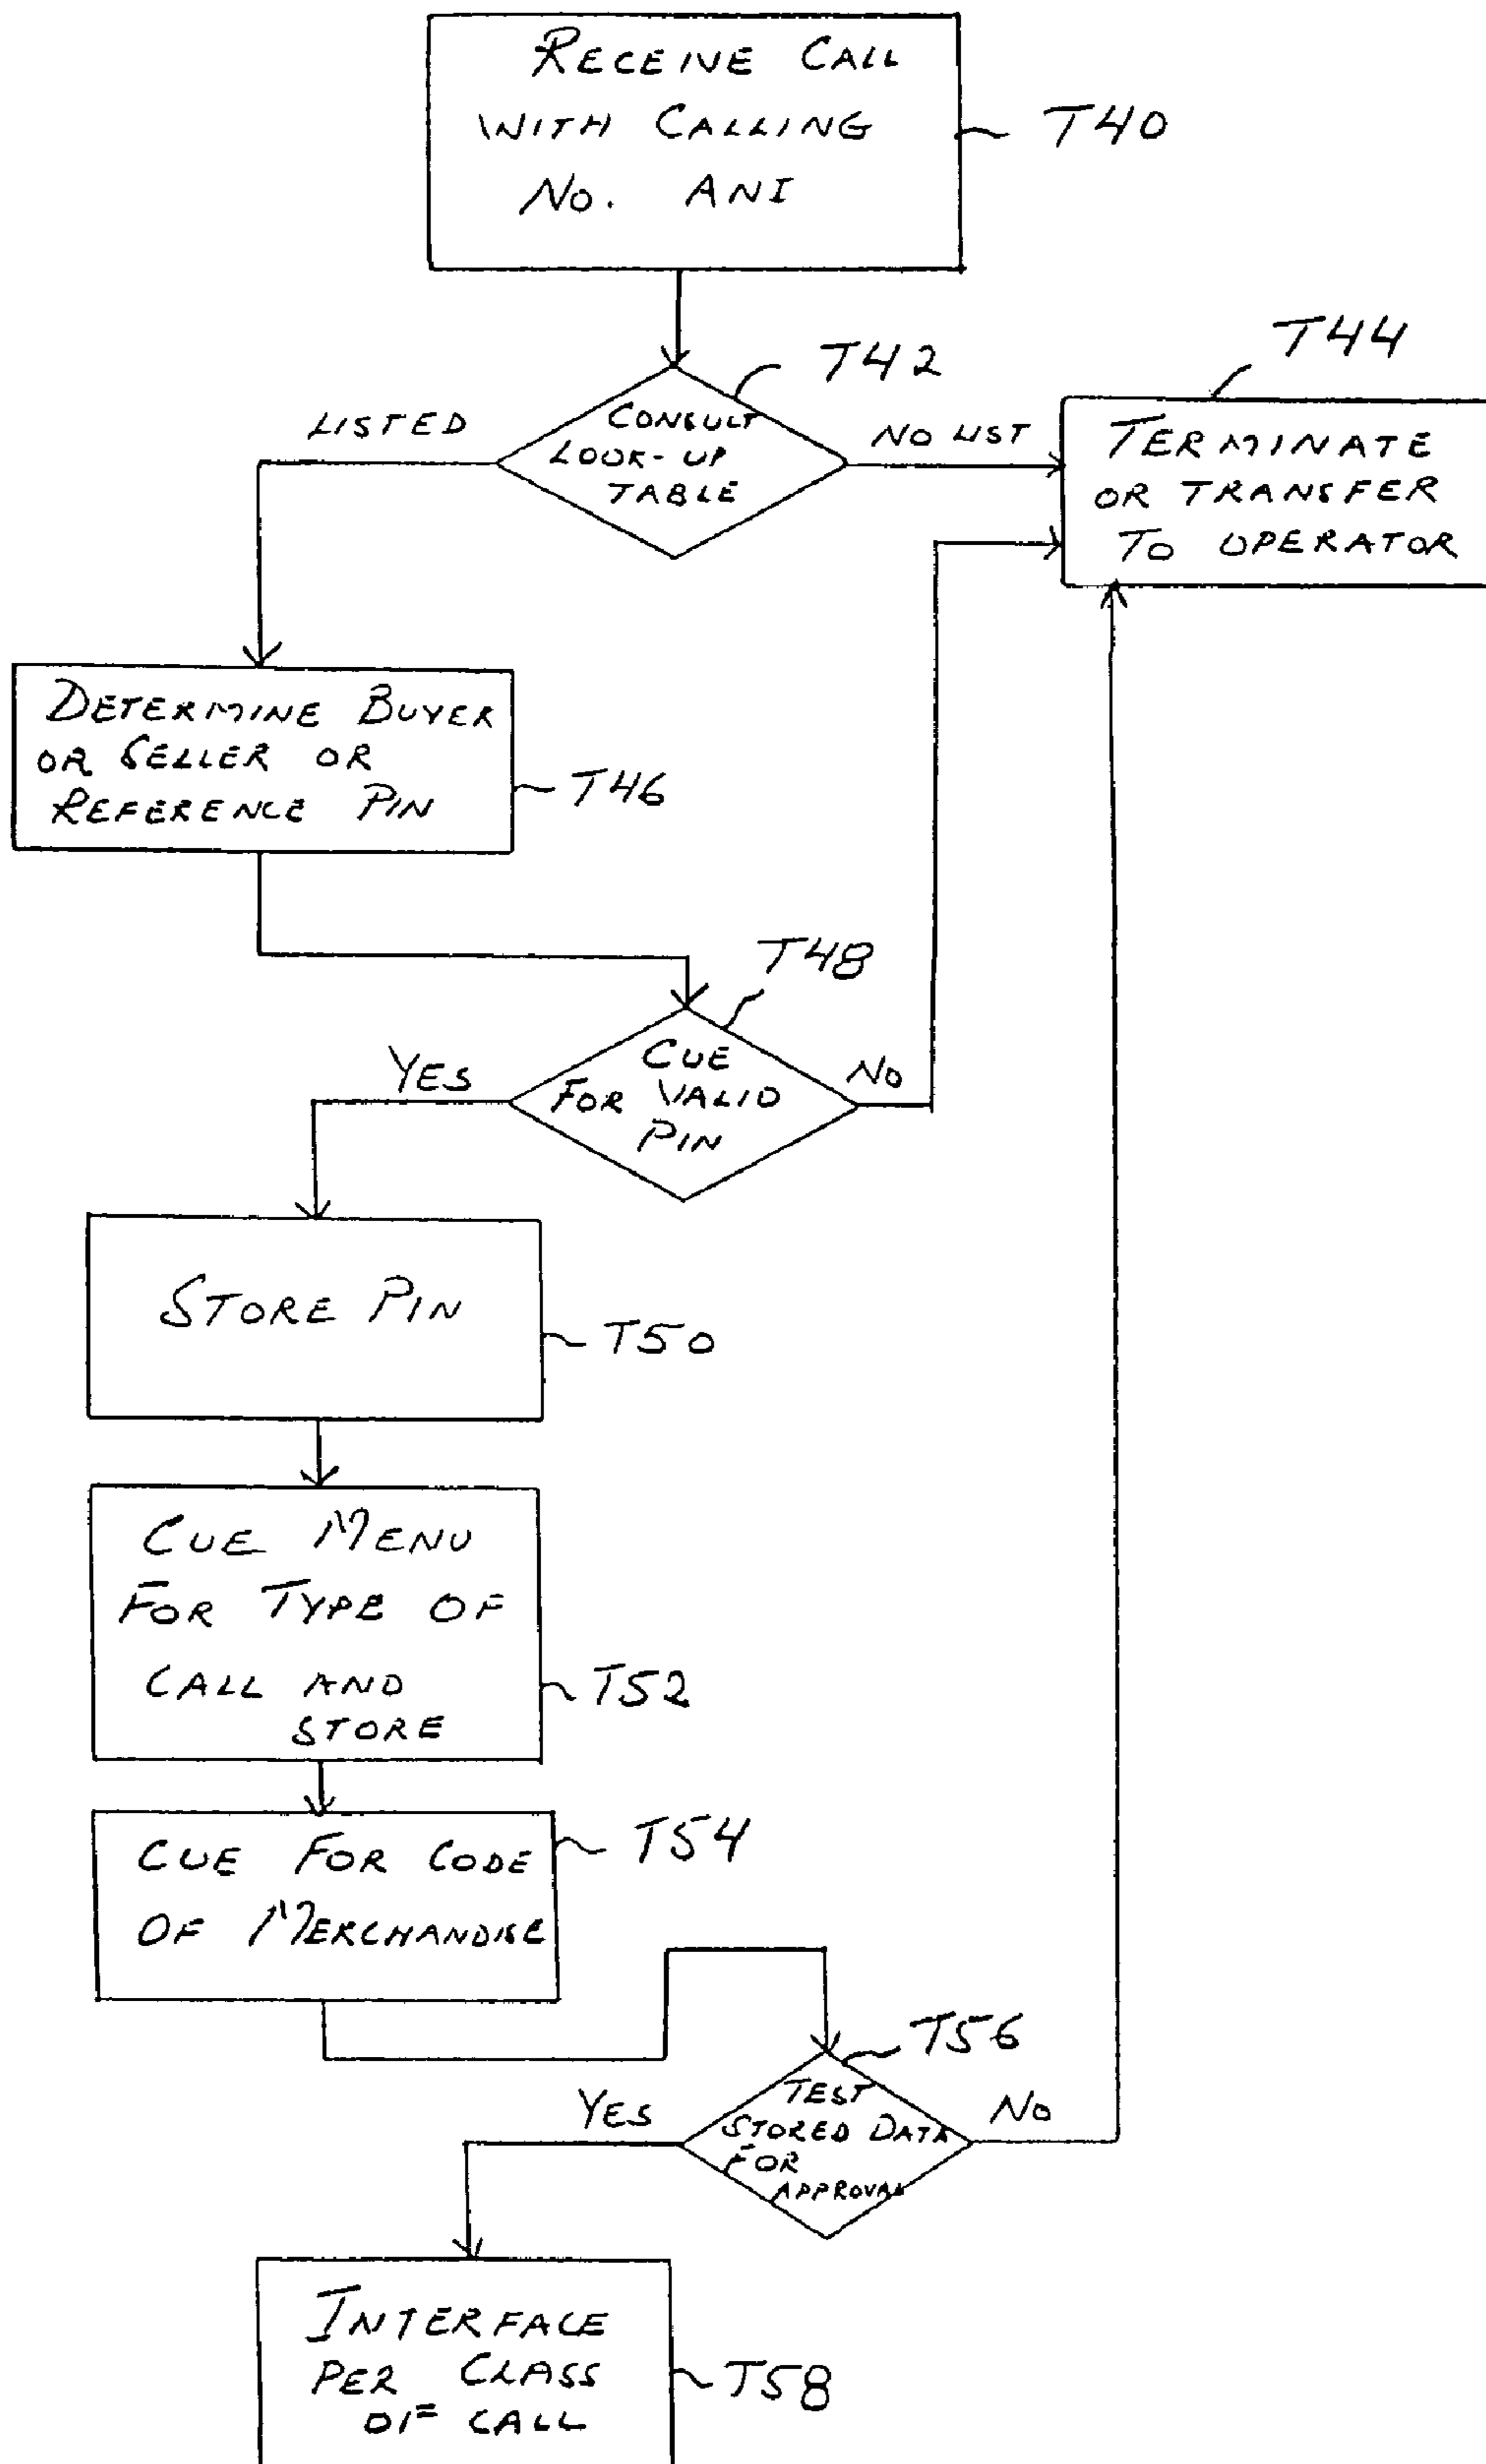 RECEIVE CALL
WITH CALLING
NO. ANI
T40
T42
CONSULT
LOOK-UP
TABLE
LISTED
NO LIST
T44
TERMINATE
OR TRANSFER
TO OPERATOR
DETERMINE BUYER
OR SELLER OR
REFERENCE PIN
T46
T48
CUE
FOR VALID
PIN
YES
NO
STORE PIN
T50
CUE MENU
FOR TYPE OF
CALL AND
STORE
T52
CUE FOR CODE
OF MERCHANDISE
T54
T56
TEST
STORED DATA
FOR
APPROVAL
YES
NO
INTERFACE
PER CLASS
OF CALL
T58